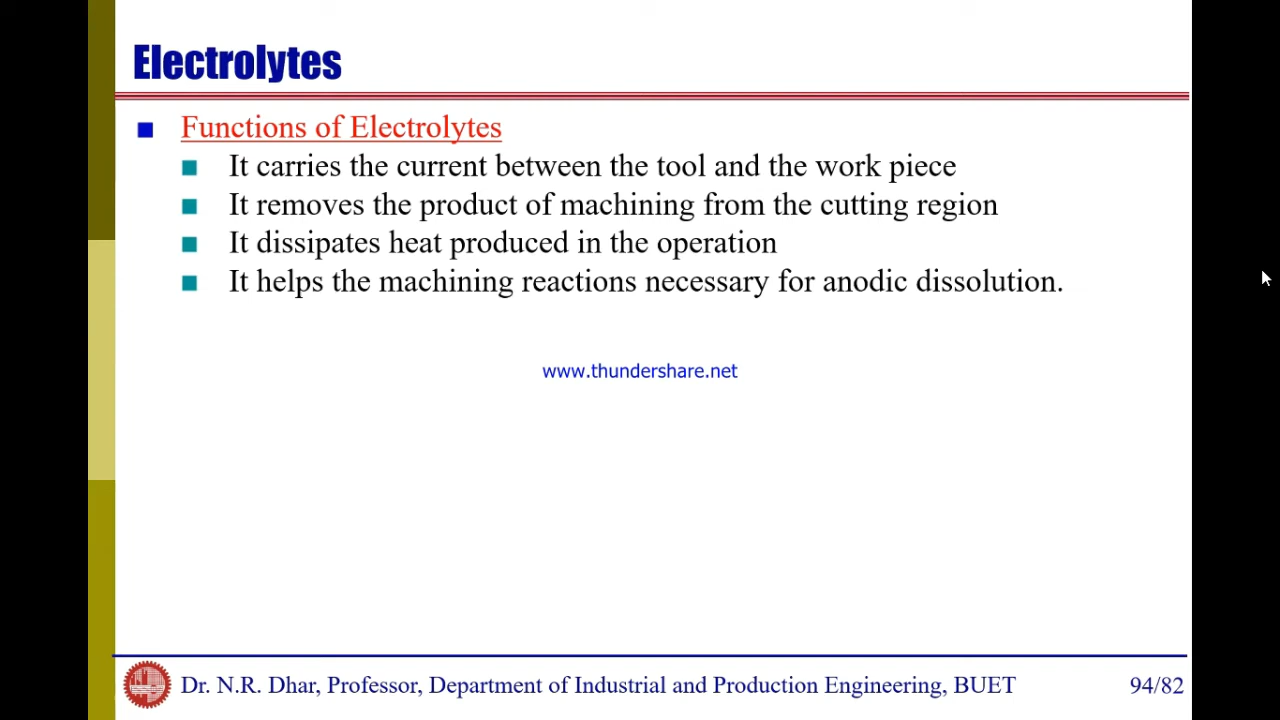 Electrolytes
Functions of Electrolytes
It carries the current between the tool and the work piece
It removes the product of machining from the cutting region
It dissipates heat produced in the operation
It helps the machining reactions necessary for anodic dissolution.
www.thundershare.net
Dr. N.R. Dhar, Professor, Department of Industrial and Production Engineering, BUET 94/82